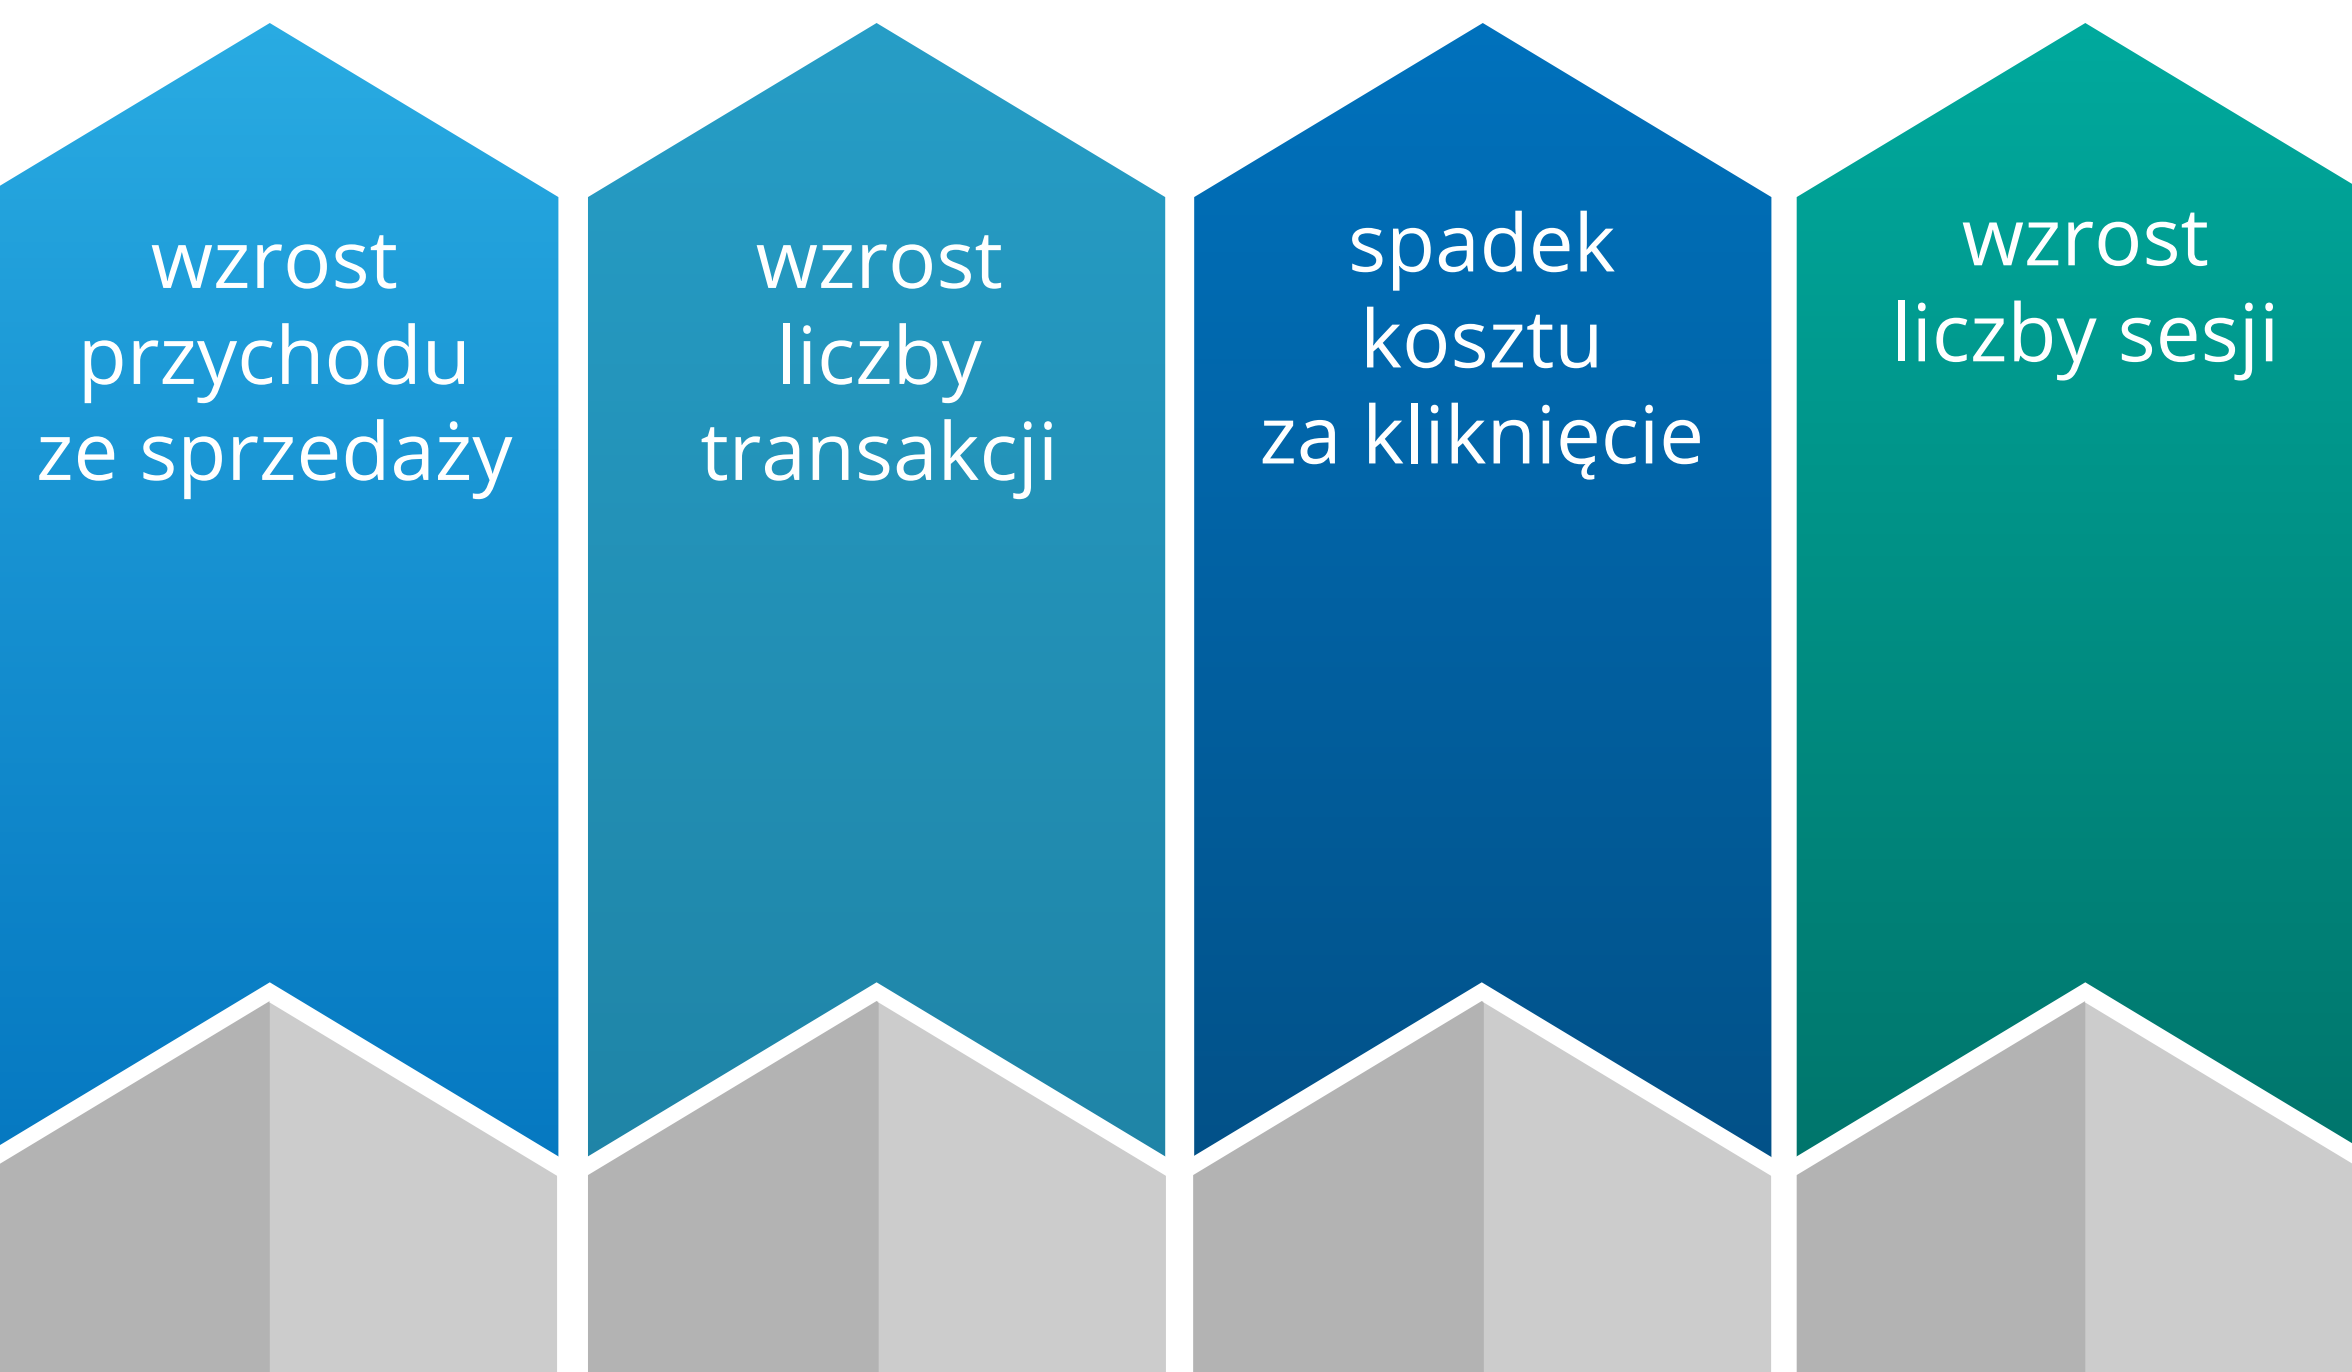 wzrost
przychodu
ze sprzedaży
wzrost
liczby
transakcji
spadek
kosztu
za kliknięcie
wzrost
liczby sesji